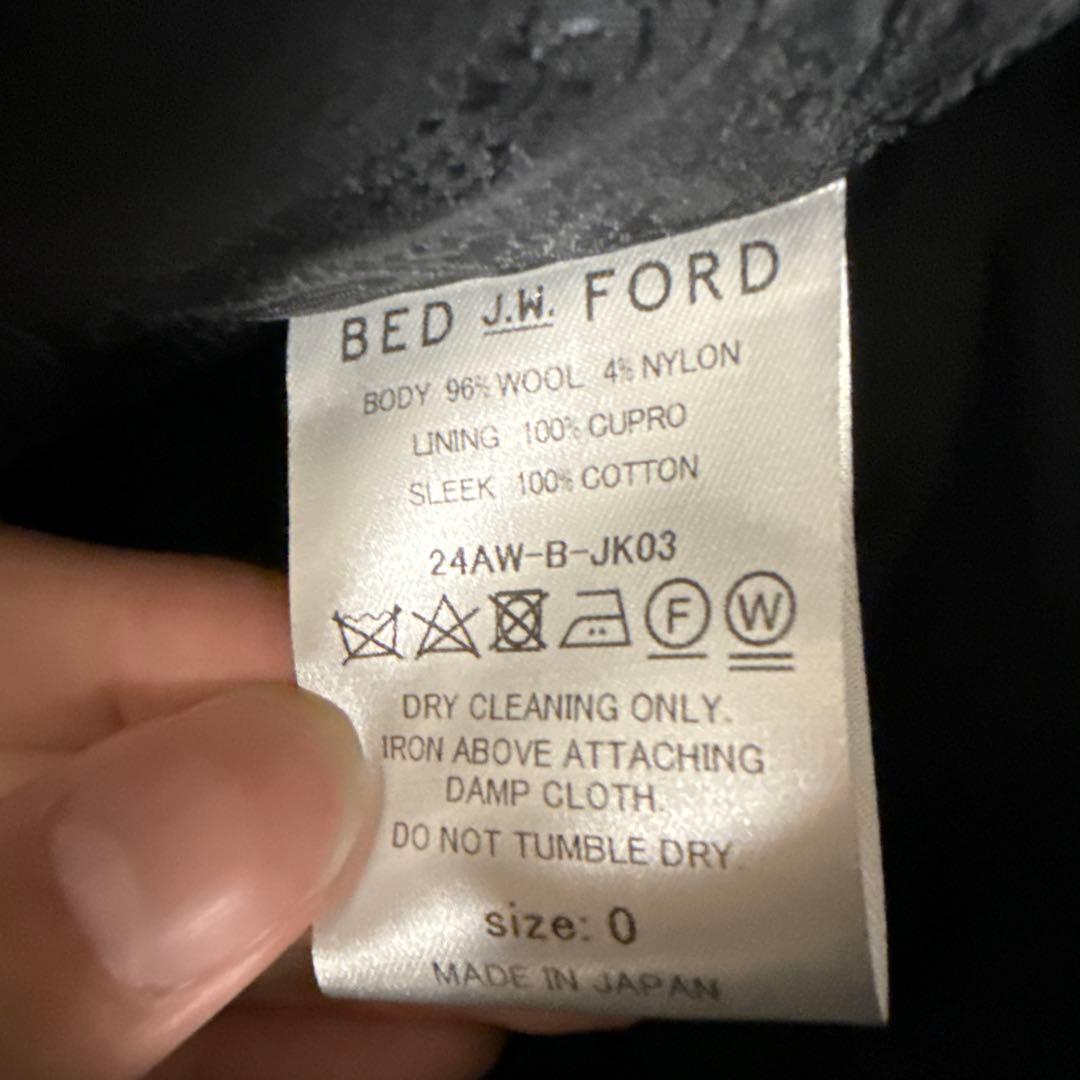 BED J.W. FORD
BODY 96% WOOL 4% NYLON
LINING 100% CUPRO
SLEEK 100% COTTON
24AW-B-JK03
F W
DRY CLEANING ONLY.
IRON ABOVE ATTACHING
DAMP CLOTH.
DO NOT TUMBLE DRY.
size: 0
MADE IN JAPAN